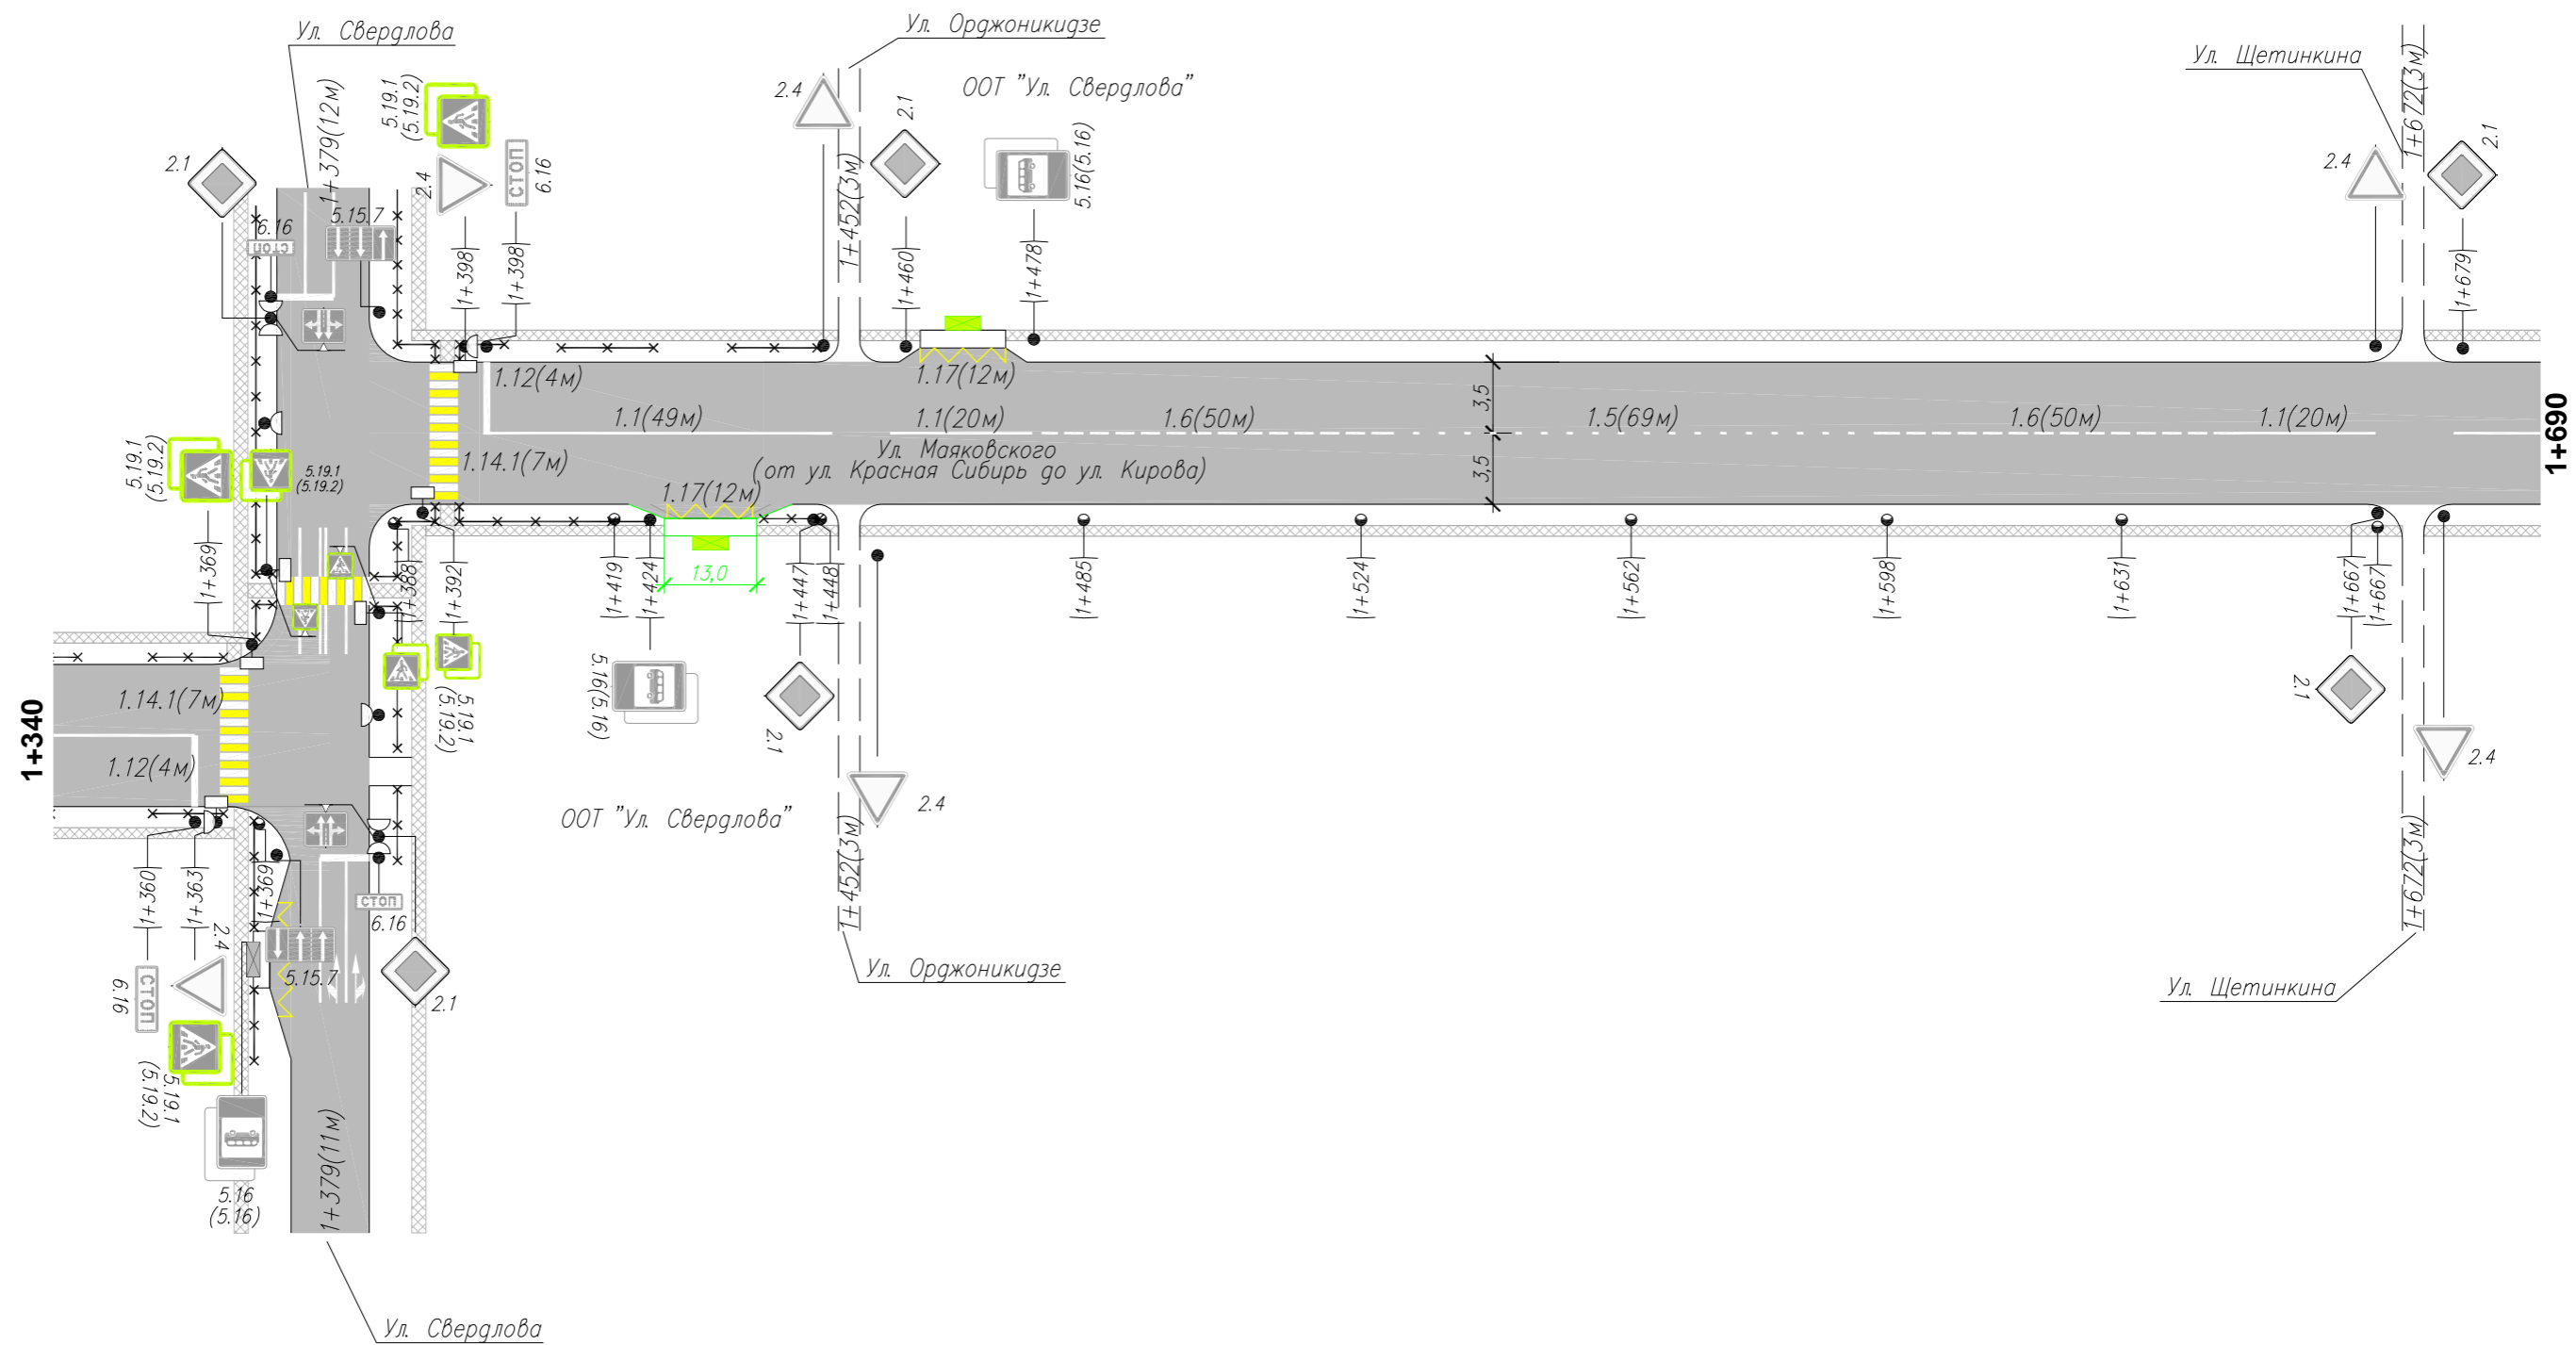 Ул. Свердлова
Ул. Орджоникидзе
Ул. Щетинкина
ООТ "Ул. Свердлова"
5.19.1
(5.19.2)
1+379(12м)
2.4
2.1
2.1
5.16(5.16)
1+672(3м)
2.4
2.1
2.1
2.4
СТОП
6.16
1+452(3м)
6.16
СТОП
5.15.7
1+398
1+398
1+460
1+478
1+679
1.12(4м)
1.17(12м)
3,5
1.1(49м)
1.1(20м)
1.6(50м)
1.5(69м)
1.6(50м)
1.1(20м)
1+690
Ул. Маяковского
(от ул. Красная Сибирь до ул. Кирова)
1.14.1(7м)
3,5
5.19.1
(5.19.2)
5.19.1
(5.19.2)
1.17(12м)
1+369
1+388
1+392
1+419
1+424
13,0
1+447
1+448
1+485
1+524
1+562
1+598
1+631
1+667
1+667
5.19.1
(5.19.2)
5.16(5.16)
2.1
2.1
1+340
1.14.1(7м)
1.12(4м)
2.4
2.4
ООТ "Ул. Свердлова"
1+452(3м)
1+672(3м)
1+360
1+363
1+369
СТОП
6.16
2.4
5.15.7
2.1
6.16
СТОП
Ул. Орджоникидзе
Ул. Щетинкина
5.19.1
(5.19.2)
1+379(11м)
5.16
(5.16)
Ул. Свердлова